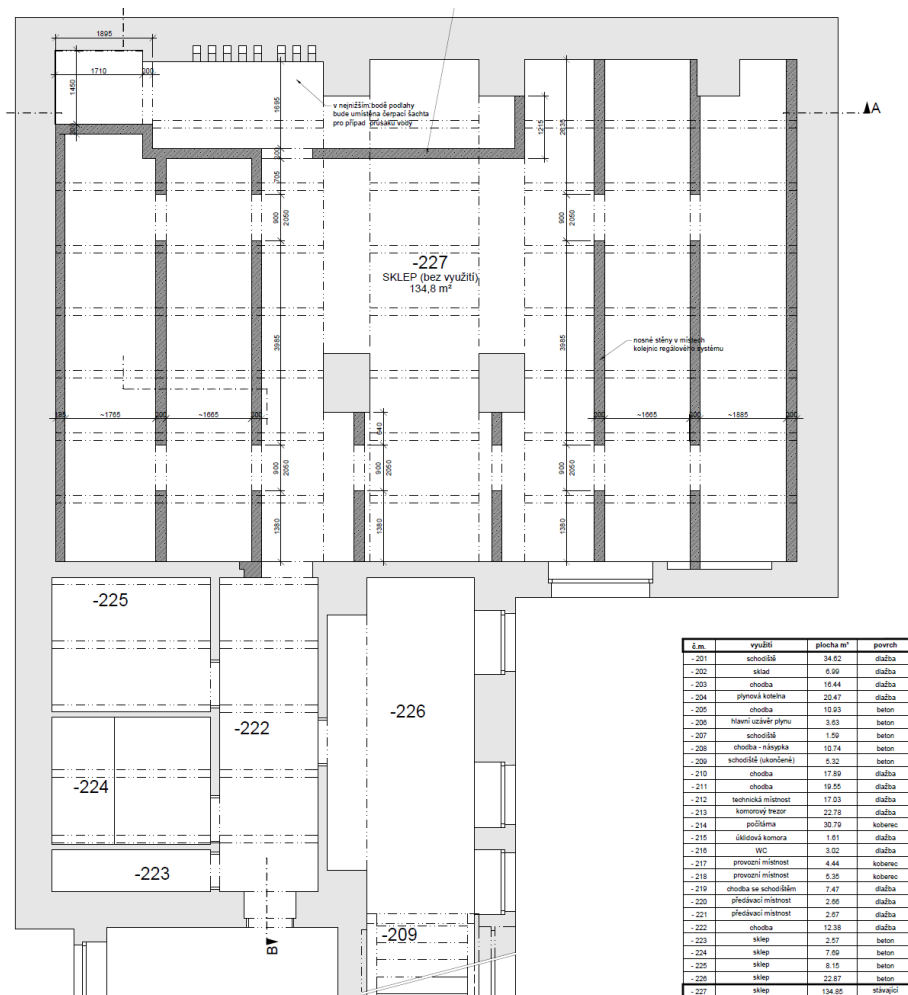 1895
1710
200
1450
200
v nejnižším bodě podlahy
bude umístěna čerpací šachta
pro případ průsaku vody
1695
200
705
1215
2635
A
900
2050
900
2050
-227
SKLEP (bez využití)
134,8 m²
3985
3985
nosné stěny v místech
kolejnic regálového systému
185
~1765
200
~1665
200
200
~1665
200
~1885
200
640
900
2050
900
2050
900
2050
1380
1380
1380
-225
-222
-226
-224
-223
-209
B
č.m. využití plocha m² povrch
- 201 schodiště 34.62 dlažba
- 202 sklad 6.99 dlažba
- 203 chodba 16.44 dlažba
- 204 plynová kotelna 20.47 dlažba
- 205 chodba 10.93 beton
- 206 hlavní uzávěr plynu 3.63 beton
- 207 schodiště 1.59 beton
- 208 chodba - násypka 10.74 beton
- 209 schodiště (ukončené) 5.32 beton
- 210 chodba 17.89 dlažba
- 211 chodba 19.55 dlažba
- 212 technická místnost 17.03 dlažba
- 213 komorový trezor 22.78 dlažba
- 214 počítárna 30.79 koberec
- 215 úklidová komora 1.61 dlažba
- 216 WC 3.02 dlažba
- 217 provozní místnost 4.44 koberec
- 218 provozní místnost 5.35 koberec
- 219 chodba se schodištěm 7.47 dlažba
- 220 předávací místnost 2.66 dlažba
- 221 předávací místnost 2.67 dlažba
- 222 chodba 12.38 dlažba
- 223 sklep 2.57 beton
- 224 sklep 7.69 beton
- 225 sklep 8.15 beton
- 226 sklep 22.87 beton
- 227 sklep 134.85 stávající